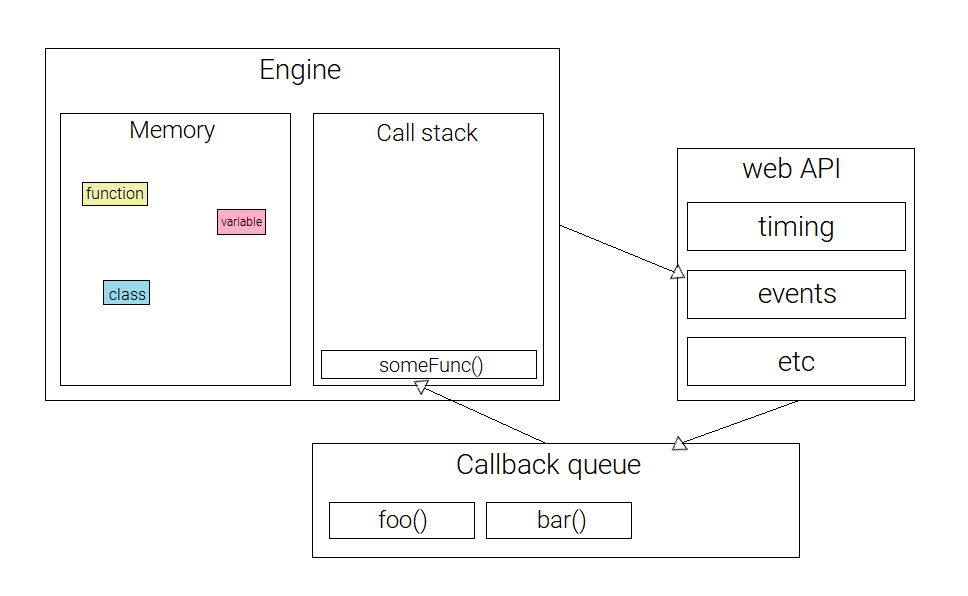 Engine
Memory
function
variable
class
Call stack
someFunc()
web API
timing
events
etc
Callback queue
foo()
bar()